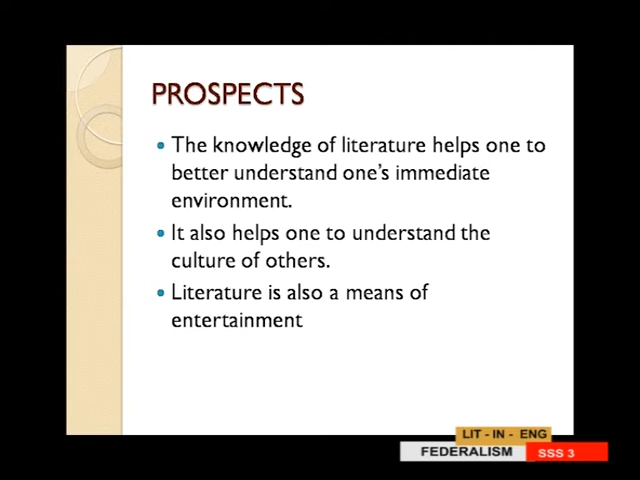 PROSPECTS
The knowledge of literature helps one to
better understand one's immediate
environment.
It also helps one to understand the
culture of others.
Literature is also a means of
entertainment
LIT - IN - ENG
FEDERALISM
SSS 3